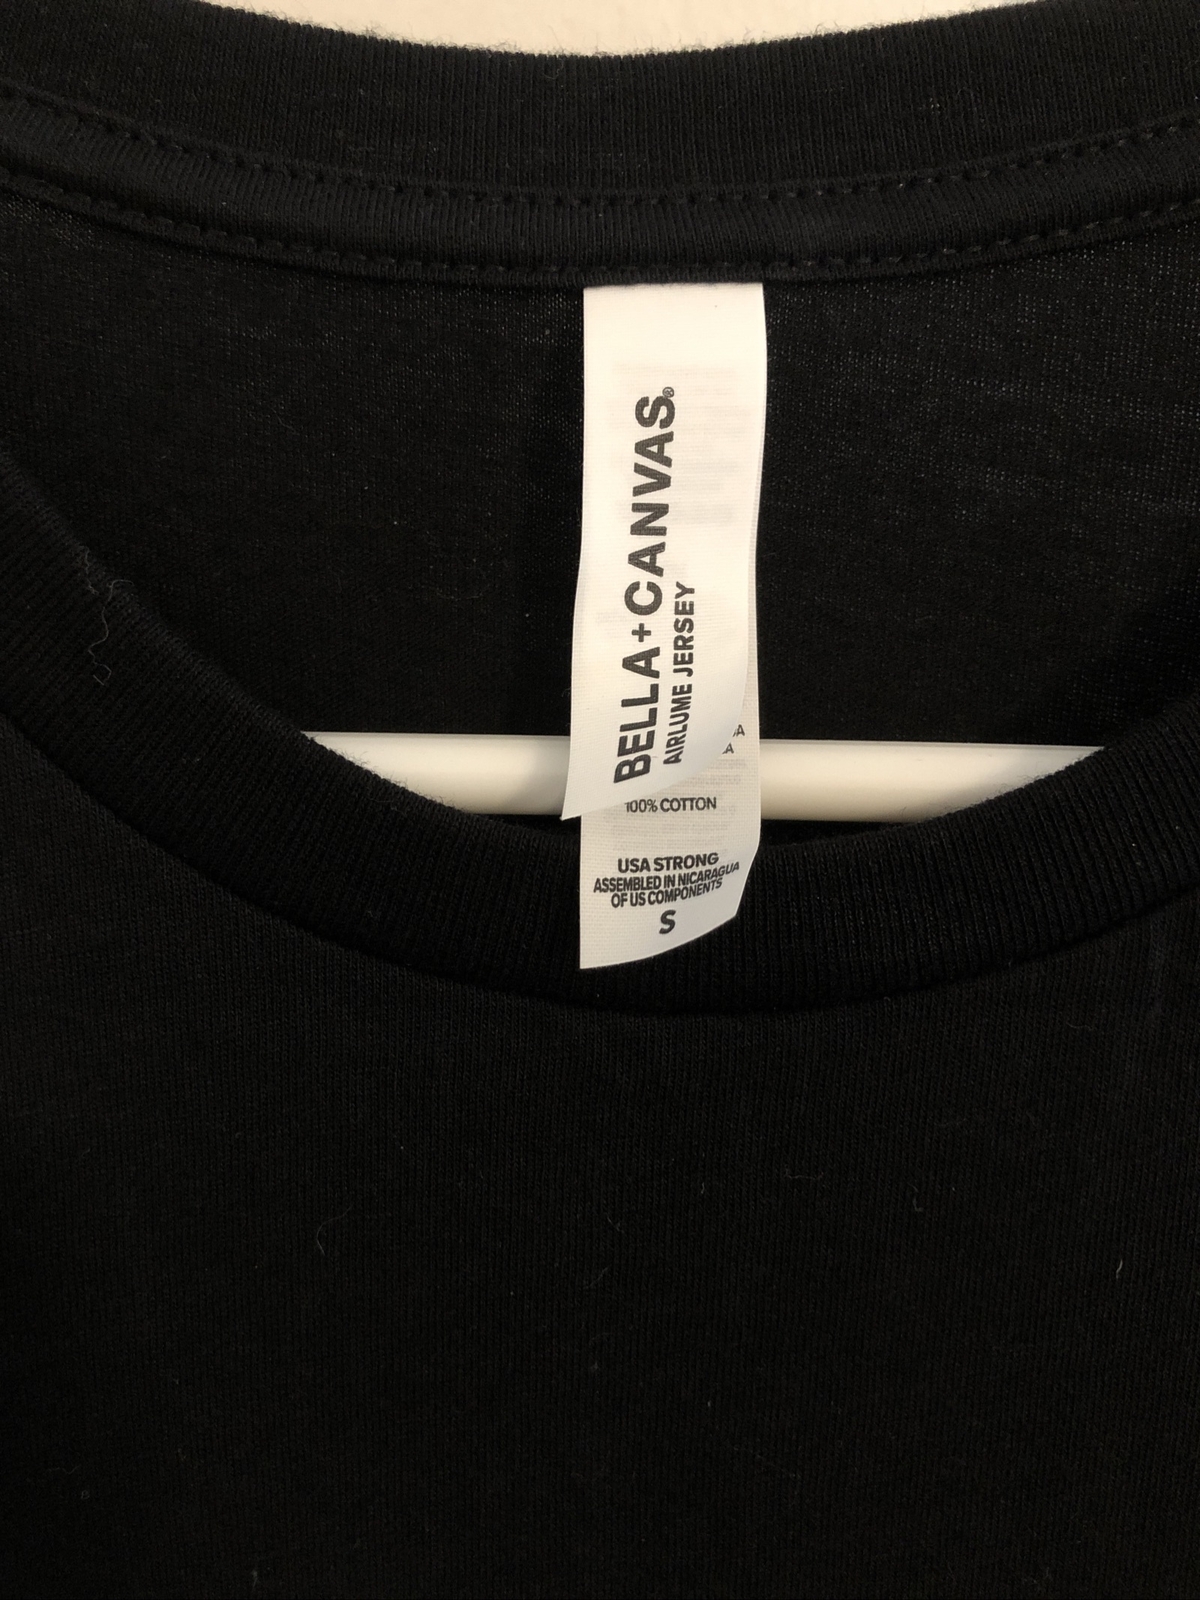 BELLA+CANVAS®
AIRLUME JERSEY
100% COTTON
USA STRONG
ASSEMBLED IN NICARAGUA
OF US COMPONENTS
S